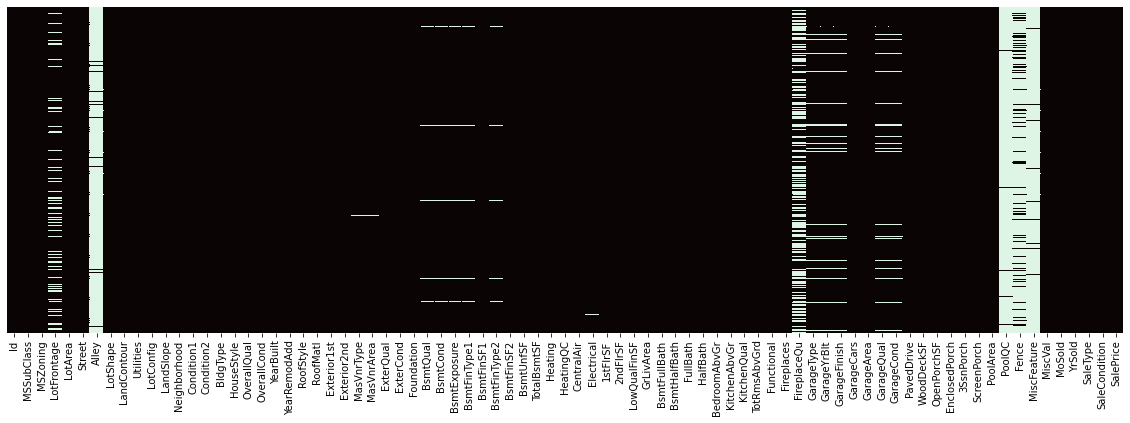 Id
MSSubClass
MSZoning
LotFrontage
LotArea
Street
Alley
LotShape
LandContour
Utilities
LotConfig
LandSlope
Neighborhood
Condition1
Condition2
BldgType
HouseStyle
OverallQual
OverallCond
YearBuilt
YearRemodAdd
RoofStyle
RoofMatl
Exterior1st
Exterior2nd
MasVnrType
MasVnrArea
ExterQual
ExterCond
Foundation
BsmtQual
BsmtCond
BsmtExposure
BsmtFinType1
BsmtFinSF1
BsmtFinType2
BsmtFinSF2
BsmtUnfSF
TotalBsmtSF
Heating
HeatingQC
CentralAir
Electrical
1stFlrSF
2ndFlrSF
LowQualFinSF
GrLivArea
BsmtFullBath
BsmtHalfBath
FullBath
HalfBath
BedroomAbvGr
KitchenAbvGr
KitchenQual
TotRmsAbvGrd
Functional
Fireplaces
FireplaceQu
GarageType
GarageYrBlt
GarageFinish
GarageCars
GarageArea
GarageQual
GarageCond
PavedDrive
WoodDeckSF
OpenPorchSF
EnclosedPorch
3SsnPorch
ScreenPorch
PoolArea
PoolQC
Fence
MiscFeature
MiscVal
MoSold
YrSold
SaleType
SaleCondition
SalePrice